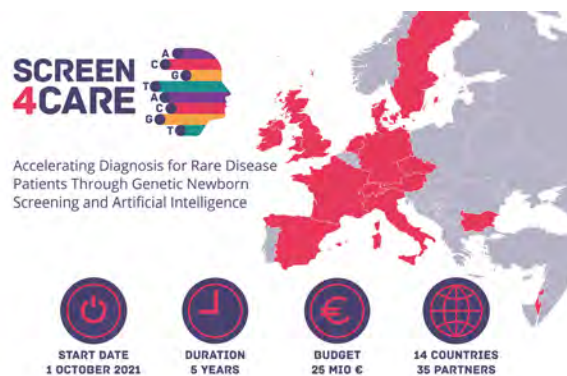 SCREEN
4CARE
A
C
G
T
A
C
G
T
Accelerating Diagnosis for Rare Disease
Patients Through Genetic Newborn
Screening and Artificial Intelligence
START DATE
1 OCTOBER 2021
DURATION
5 YEARS
€
BUDGET
25 MIO €
14 COUNTRIES
35 PARTNERS